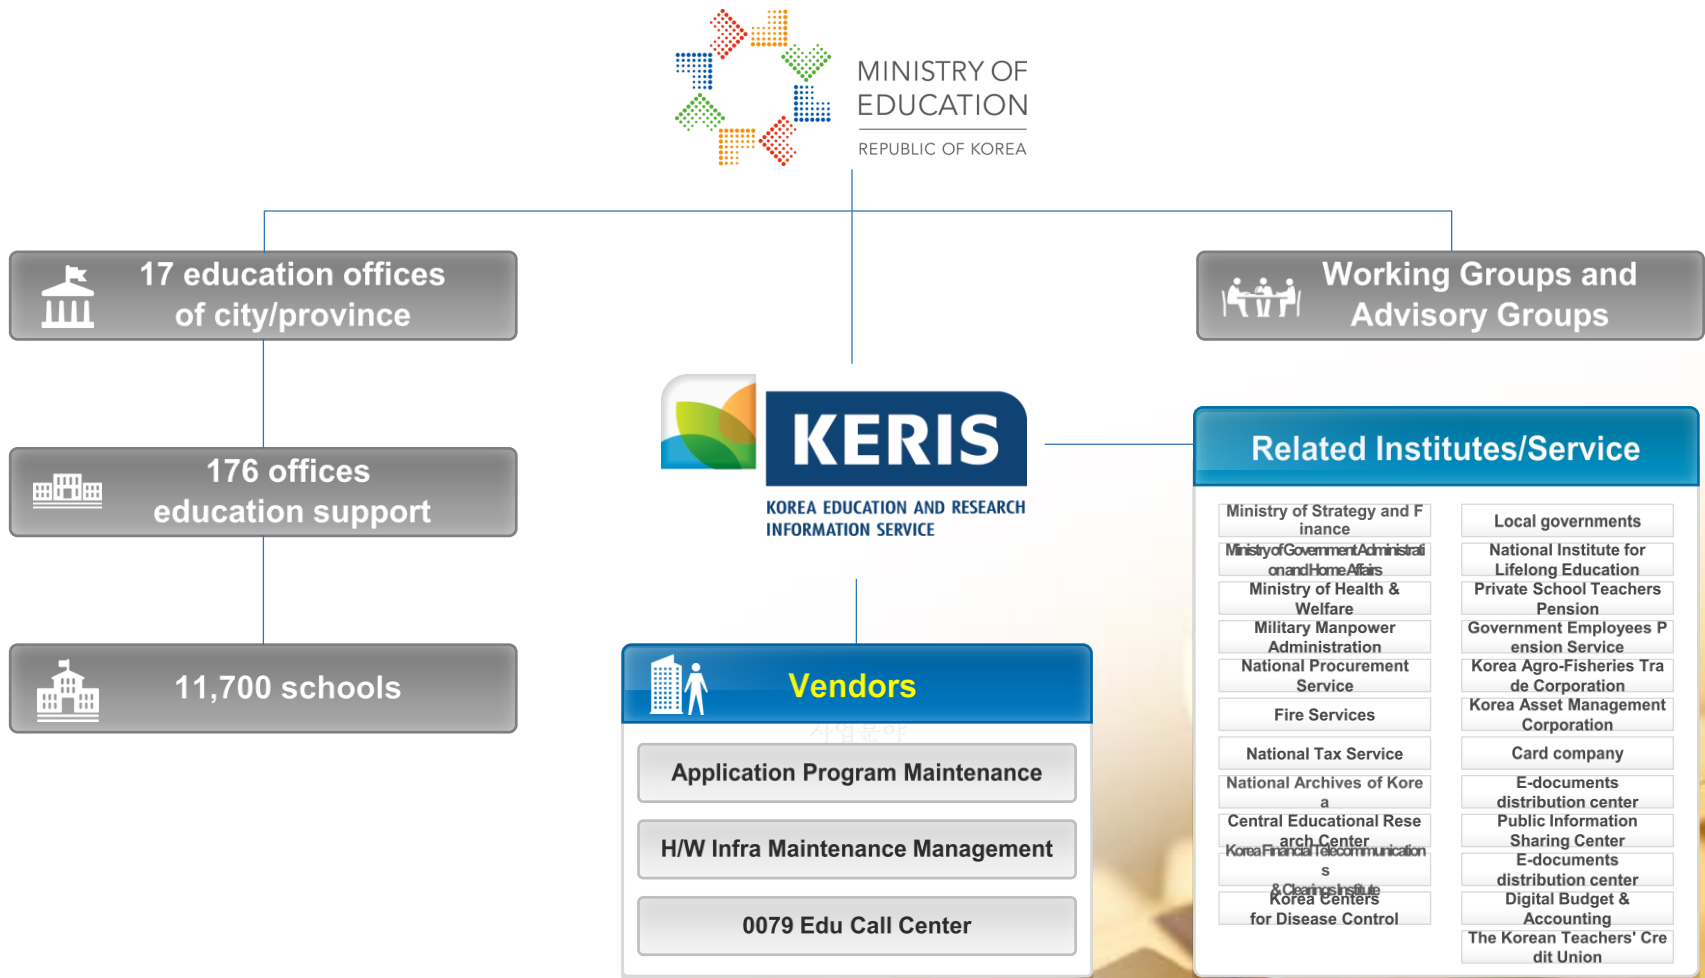 MINISTRY OF
EDUCATION
REPUBLIC OF KOREA
17 education offices
of city/province
Working Groups and
Advisory Groups
176 offices
education support
KERIS
KOREA EDUCATION AND RESEARCH
INFORMATION SERVICE
11,700 schools
Vendors
사업분야
Application Program Maintenance
H/W Infra Maintenance Management
0079 Edu Call Center
Related Institutes/Service
Ministry of Strategy and F
inance
Ministry of Government Administrati
on and Home Affairs
Ministry of Health &
Welfare
Military Manpower
Administration
National Procurement
Service
Fire Services
National Tax Service
National Archives of Kore
a
Central Educational Rese
arch Center
Korea Financial Telecommunication
s
& Clearings Institute
Korea Centers
for Disease Control
Local governments
National Institute for
Lifelong Education
Private School Teachers
Pension
Government Employees P
ension Service
Korea Agro-Fisheries Tra
de Corporation
Korea Asset Management
Corporation
Card company
E-documents
distribution center
Public Information
Sharing Center
E-documents
distribution center
Digital Budget &
Accounting
The Korean Teachers' Cre
dit Union